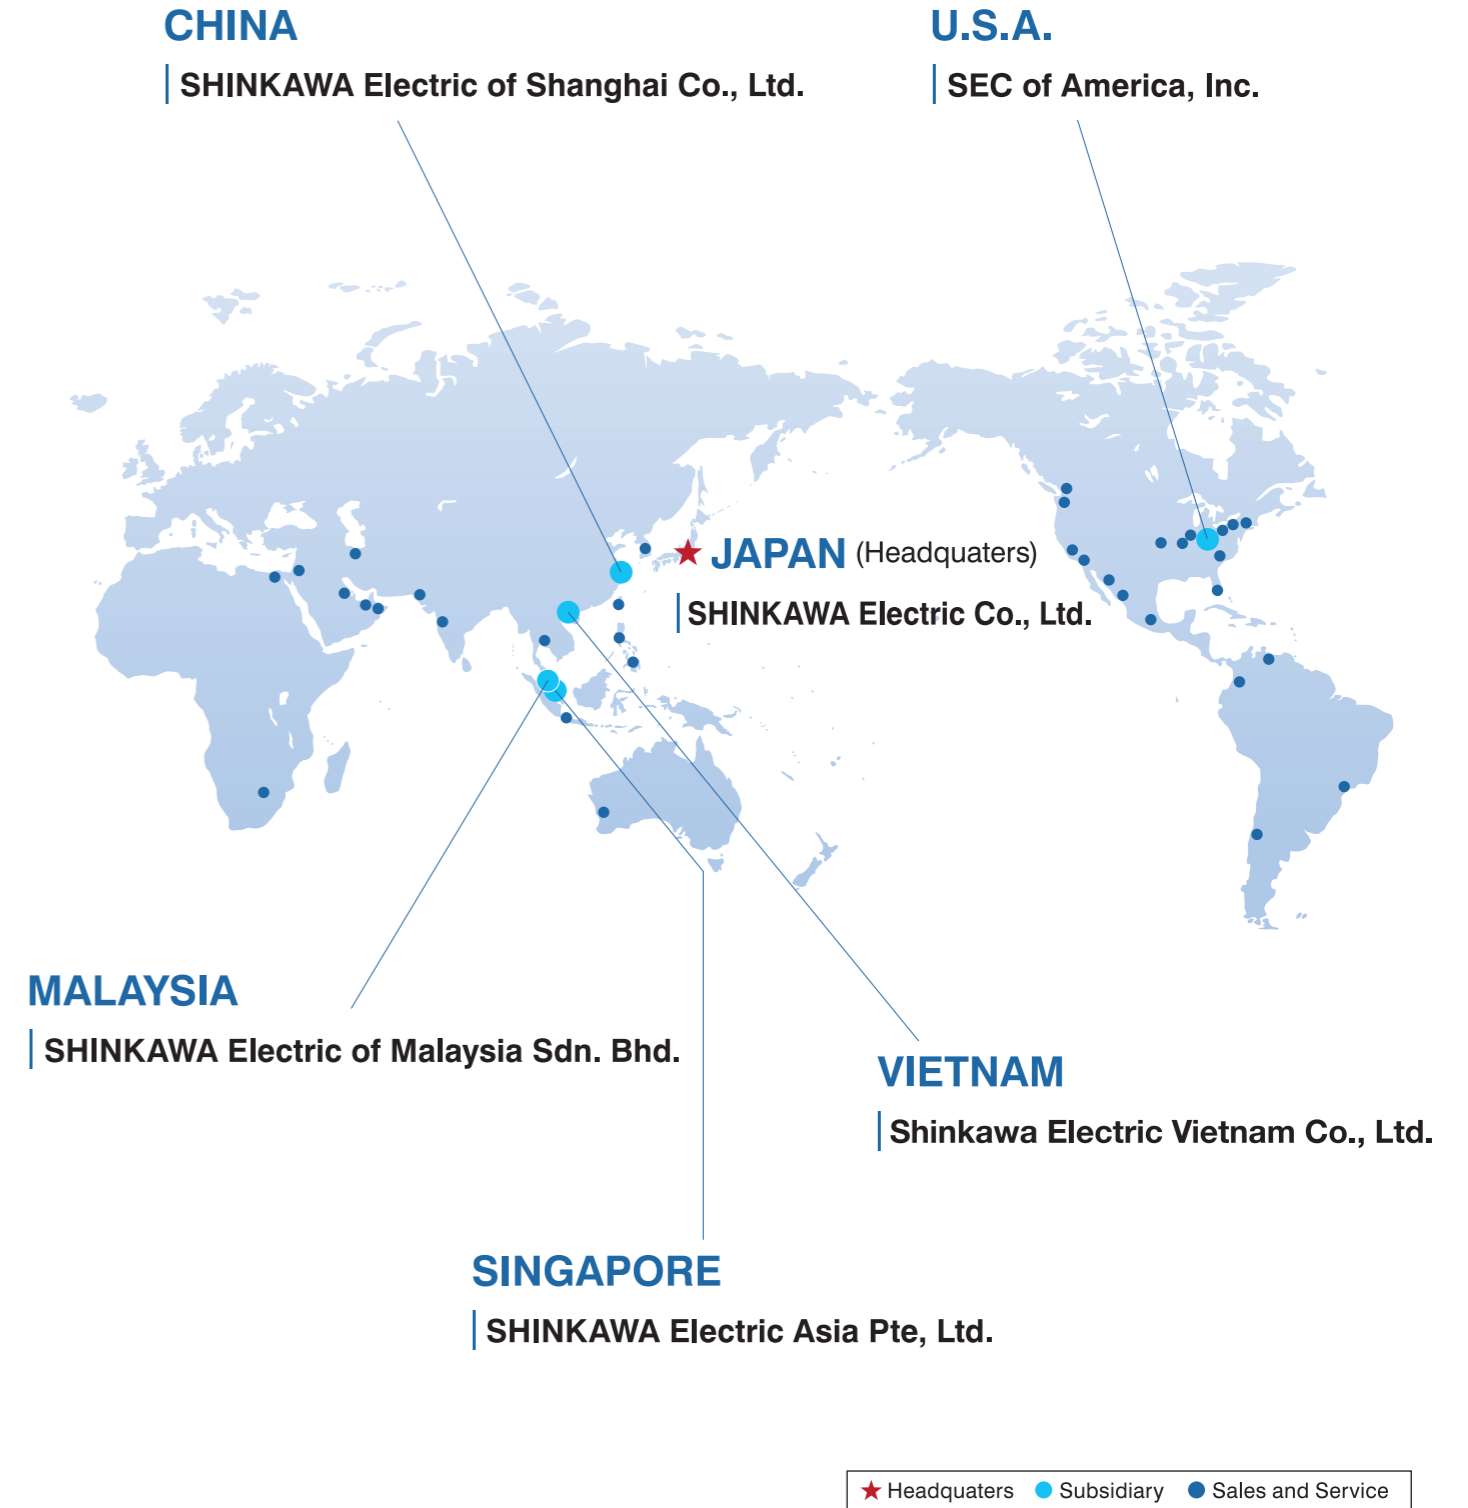 CHINA
SHINKAWA Electric of Shanghai Co., Ltd.
U.S.A.
SEC of America, Inc.
JAPAN (Headquaters)
SHINKAWA Electric Co., Ltd.
MALAYSIA
SHINKAWA Electric of Malaysia Sdn. Bhd.
VIETNAM
Shinkawa Electric Vietnam Co., Ltd.
SINGAPORE
SHINKAWA Electric Asia Pte, Ltd.
Headquaters Subsidiary Sales and Service